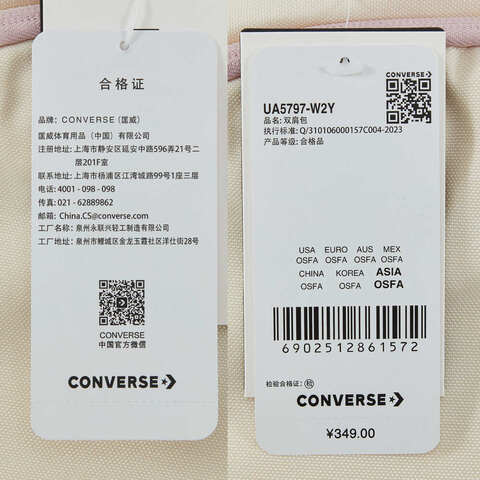 合格证
品牌：CONVERSE（匡威）
匡威体育用品（中国）有限公司
注册地址：上海市静安区延安中路596弄21号二
层201F室
联系地址：上海市杨浦区江湾城路99号1号楼
电话：4001 - 098 - 098
传真：021 - 62889862
邮箱：China.CS@converse.com
工厂名称：泉州永联兴轻工制造有限公司
工厂地址：泉州市鲤城区金龙玉霞社区洋仕街28号
CONVERSE
中国官方微信
CONVERSE
CONVERSE
UA5797-W2Y
品名：双肩包
执行标准：Q/310106000157C004-2023
产品等级：合格品
USA EURO AUS MEX
OSFA OSFA OSFA OSFA
CHINA KOREA ASIA
OSFA OSFA OSFA
6902512861572
检验合格证：检
CONVERSE
¥349.00